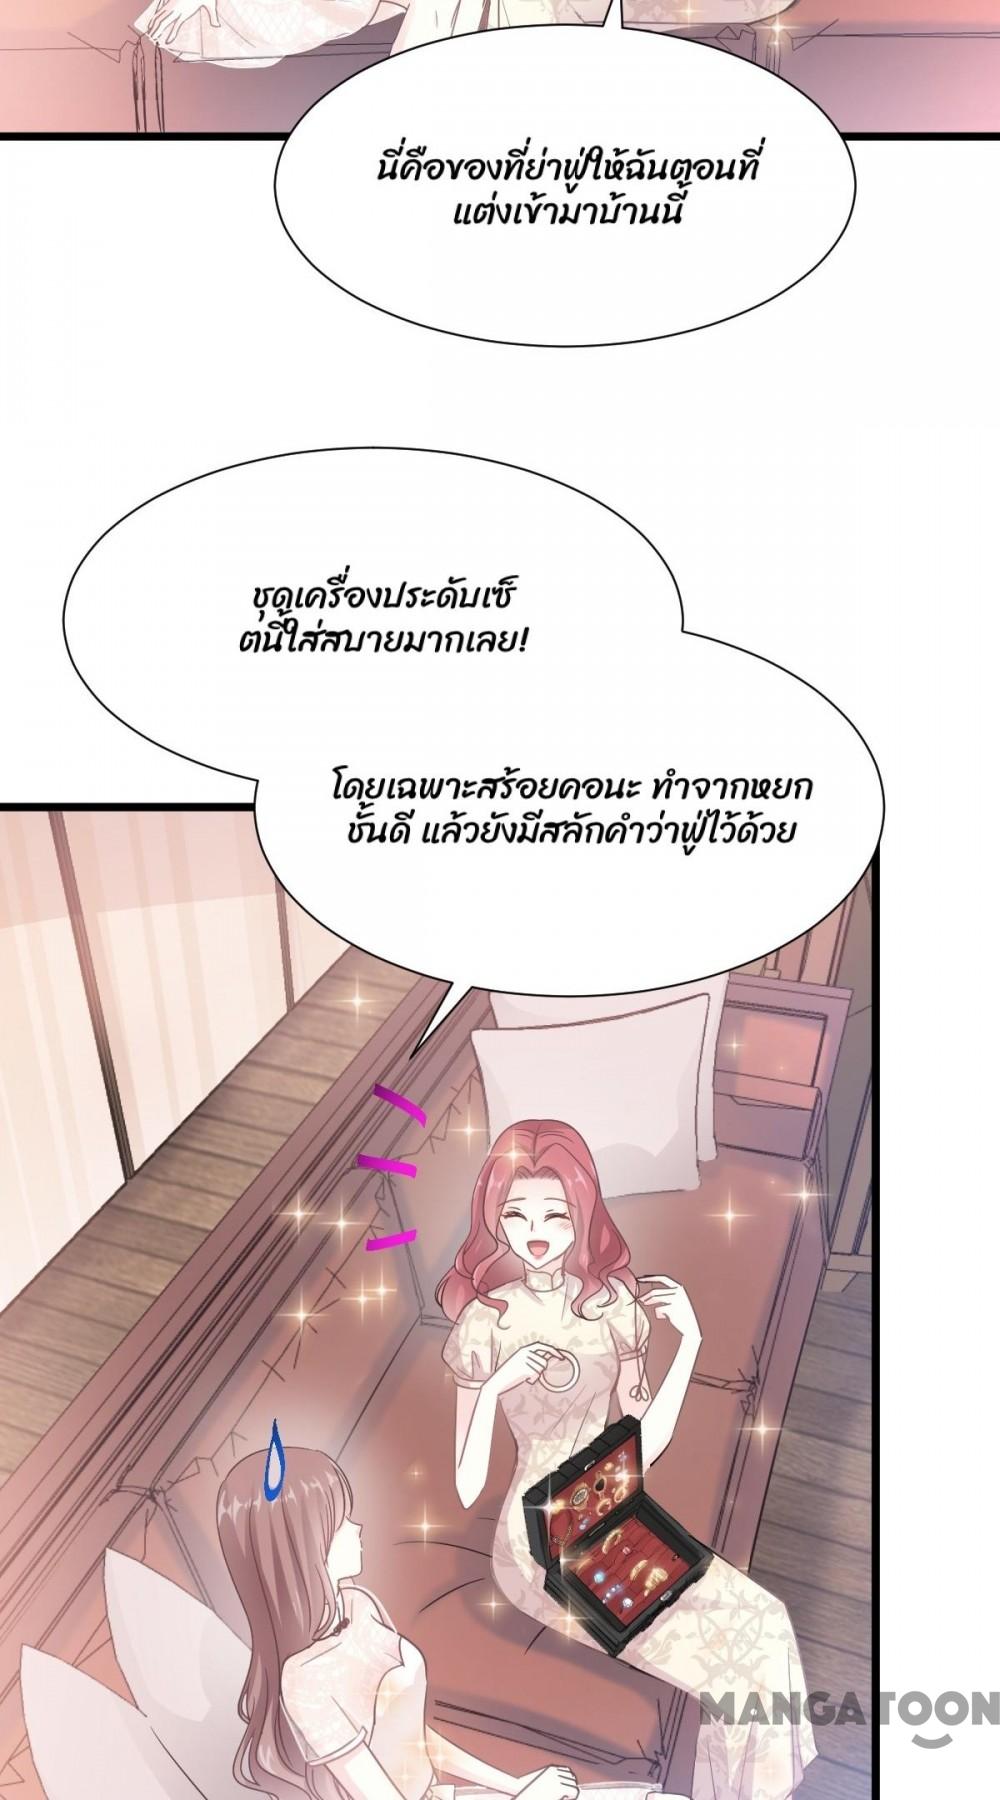 นี่คือของที่ย่าฟู่ให้ฉันตอนที่
แต่งเข้ามาบ้านนี้
ชุดเครื่องประดับเซ็
ตนี้ใส่สบายมากเลย!
โดยเฉพาะสร้อยคอนะ ทำจากหยก
ชั้นดี แล้วยังมีสลักคำว่าฟู่ไว้ด้วย
MANGATOON